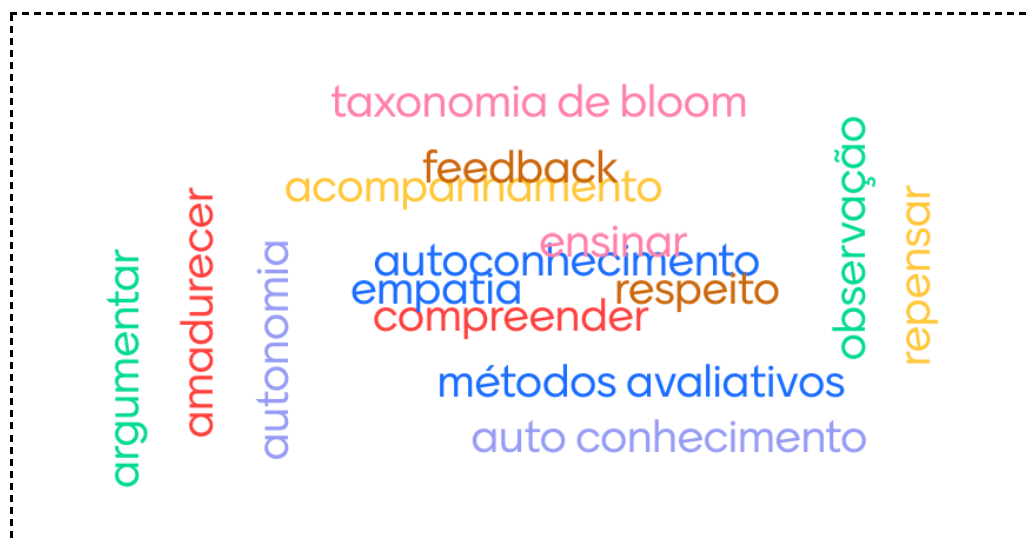 taxonomia de bloom
feedback
acompanhamento
ensinar
autoconhecimento
empatia
respeito
compreender
métodos avaliativos
auto conhecimento
argumentar
amadurecer
autonomia
observação
repensar